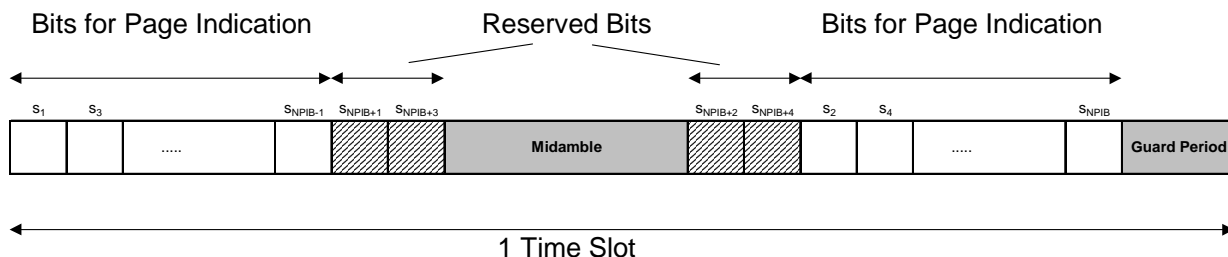 Bits for Page Indication Reserved Bits Bits for Page Indication
s1 s3 sNPIB-1 sNPIB+1 sNPIB+3 sNPIB+2 sNPIB+4 s2 s4 sNPIB
..... Midamble ..... Guard Period
1 Time Slot